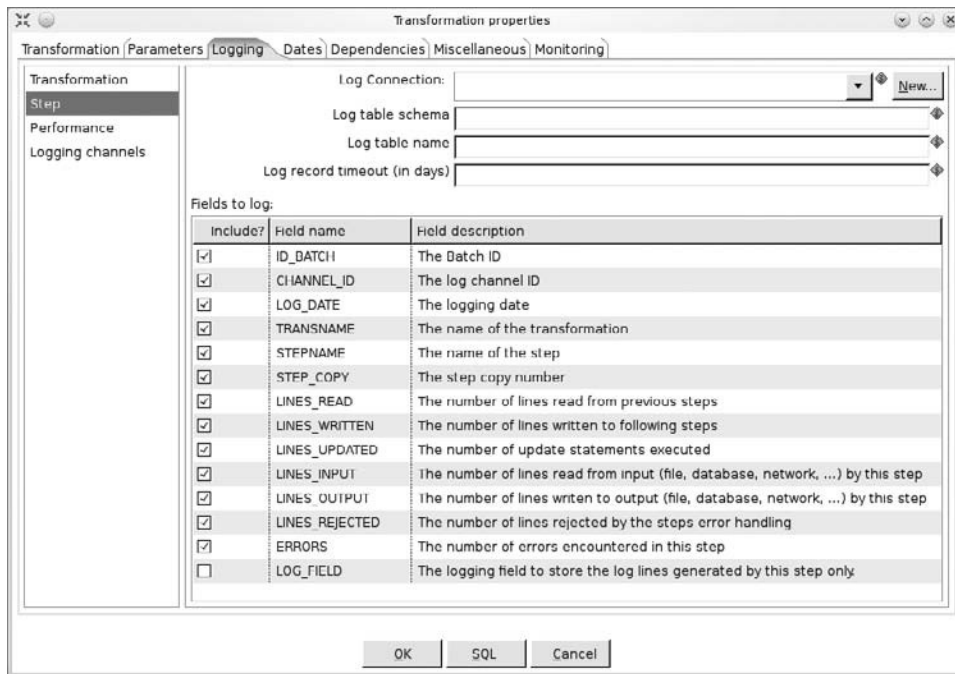 Transformation properties
Transformation Parameters Logging Dates Dependencies Miscellaneous Monitoring
Transformation
Step
Performance
Logging channels
Log Connection:
New...
Log table schema
Log table name
Log record timeout (in days)
Fields to log:
Include? Field name Field description
ID_BATCH The Batch ID
CHANNEL_ID The log channel ID
LOG_DATE The logging date
TRANSNAME The name of the transformation
STEPNAME The name of the step
STEP_COPY The step copy number
LINES_READ The number of lines read from previous steps
LINES_WRITTEN The number of lines written to following steps
LINES_UPDATED The number of update statements executed
LINES_INPUT The number of lines read from input (file, database, network, ...) by this step
LINES_OUTPUT The number of lines writen to output (file, database, network, ...) by this step
LINES_REJECTED The number of lines rejected by the steps error handling
ERRORS The number of errors encountered in this step
LOG_FIELD The logging field to store the log lines generated by this step only.
OK SQL Cancel